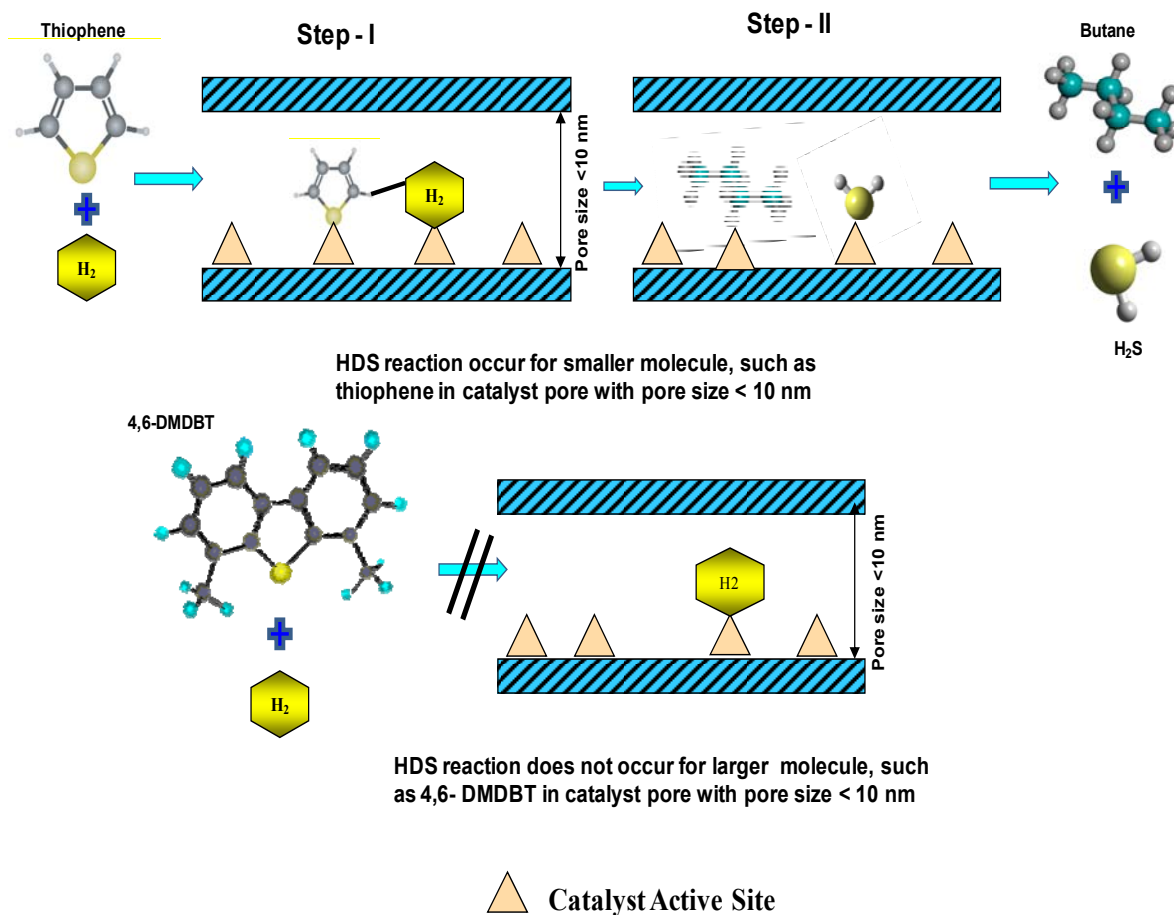 Thiophene
Step - I
Step - II
Butane
H₂
H₂
Pore size <10 nm
H₂S
HDS reaction occur for smaller molecule, such as
thiophene in catalyst pore with pore size < 10 nm
4,6-DMDBT
H₂
H2
Pore size <10 nm
HDS reaction does not occur for larger molecule, such
as 4,6- DMDBT in catalyst pore with pore size < 10 nm
Catalyst Active Site